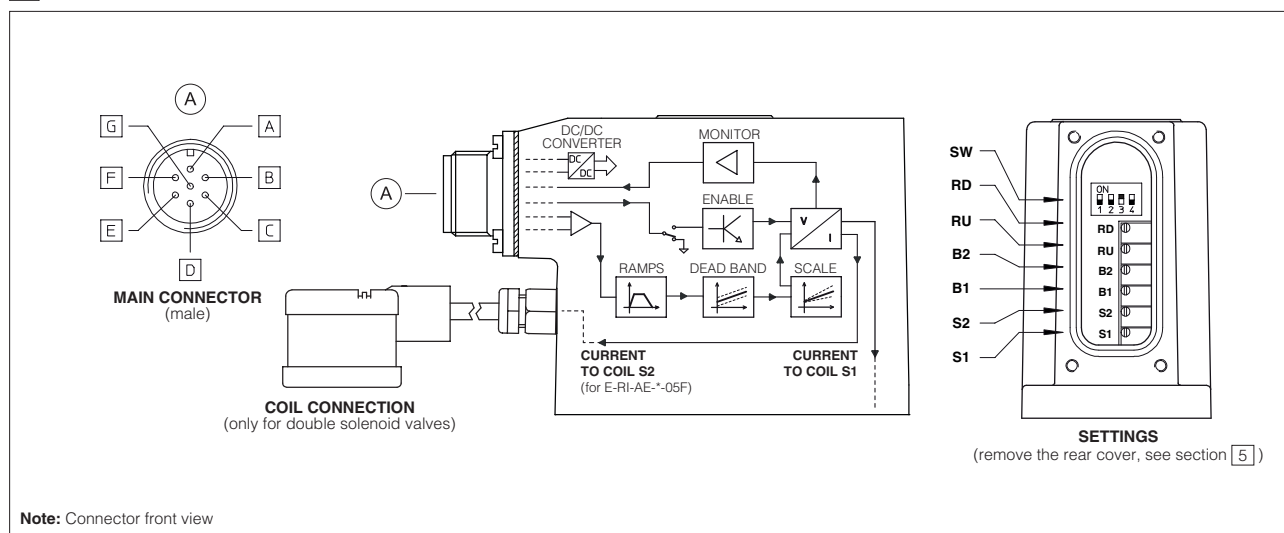 A
G
A
F
B
E
C
D
MAIN CONNECTOR
(male)
COIL CONNECTION
(only for double solenoid valves)
A
DC/DC
CONVERTER
DC
DC
MONITOR
ENABLE
V
I
RAMPS
DEAD BAND
SCALE
CURRENT
TO COIL S2
(for E-RI-AE-*-05F)
CURRENT
TO COIL S1
SW
RD
RU
B2
B1
S2
S1
ON
1 2 3 4
RD
RU
B2
B1
S2
S1
SETTINGS
(remove the rear cover, see section 5 )
Note: Connector front view